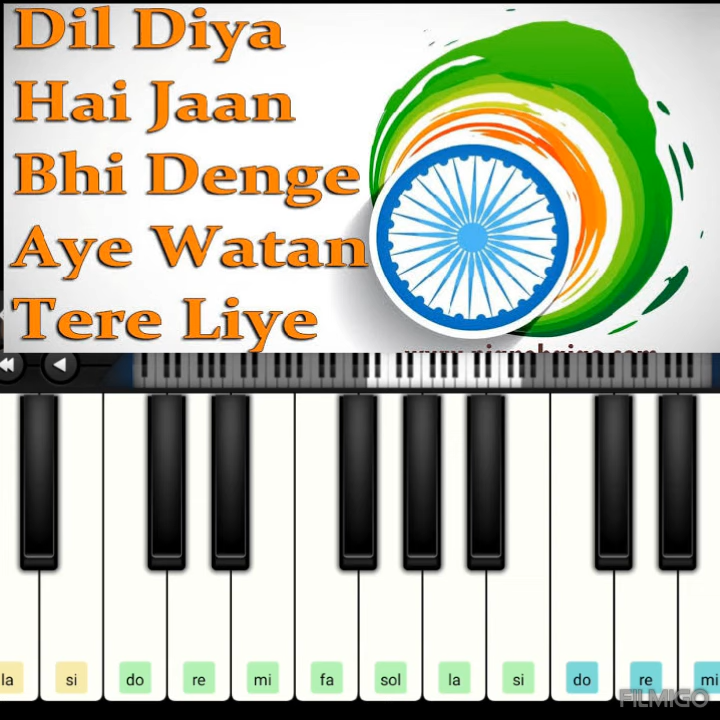 Dil Diya
Hai Jaan
Bhi Denge
Aye Watan
Tere Liye
la si do re mi fa sol la si do re mi
FILMIGO